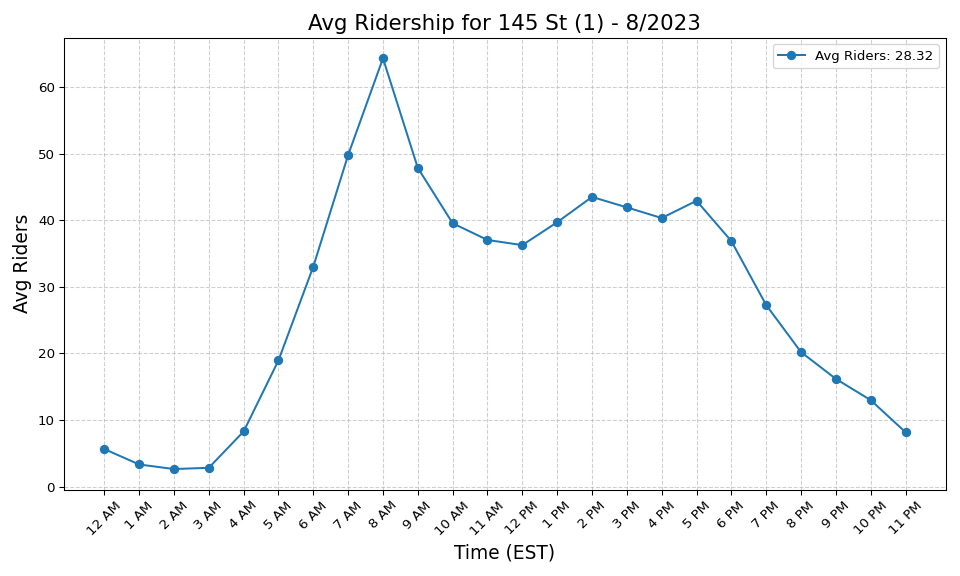 Avg Ridership for 145 St (1) - 8/2023
Avg Riders: 28.32
Avg Riders
60
50
40
30
20
10
0
12 AM
1 AM
2 AM
3 AM
4 AM
5 AM
6 AM
7 AM
8 AM
9 AM
10 AM
11 AM
12 PM
1 PM
2 PM
3 PM
4 PM
5 PM
6 PM
7 PM
8 PM
9 PM
10 PM
11 PM
Time (EST)